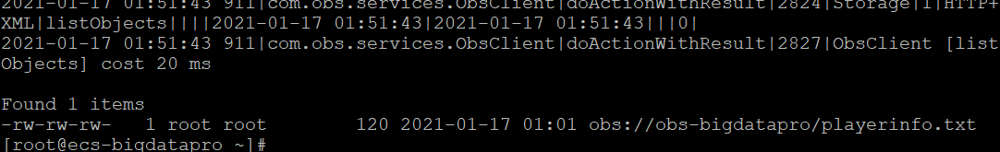 2021-01-17 01:51:43 911|com.obs.services.ObsClient|doActionWithResult|2824|Storage|1|HTTP+
XML|listObjects||||2021-01-17 01:51:43|2021-01-17 01:51:43|||0|
2021-01-17 01:51:43 911|com.obs.services.ObsClient|doActionWithResult|2827|ObsClient [list
Objects] cost 20 ms
Found 1 items
-rw-rw-rw-   1 root root        120 2021-01-17 01:01 obs://obs-bigdatapro/playerinfo.txt
[root@ecs-bigdatapro ~]#